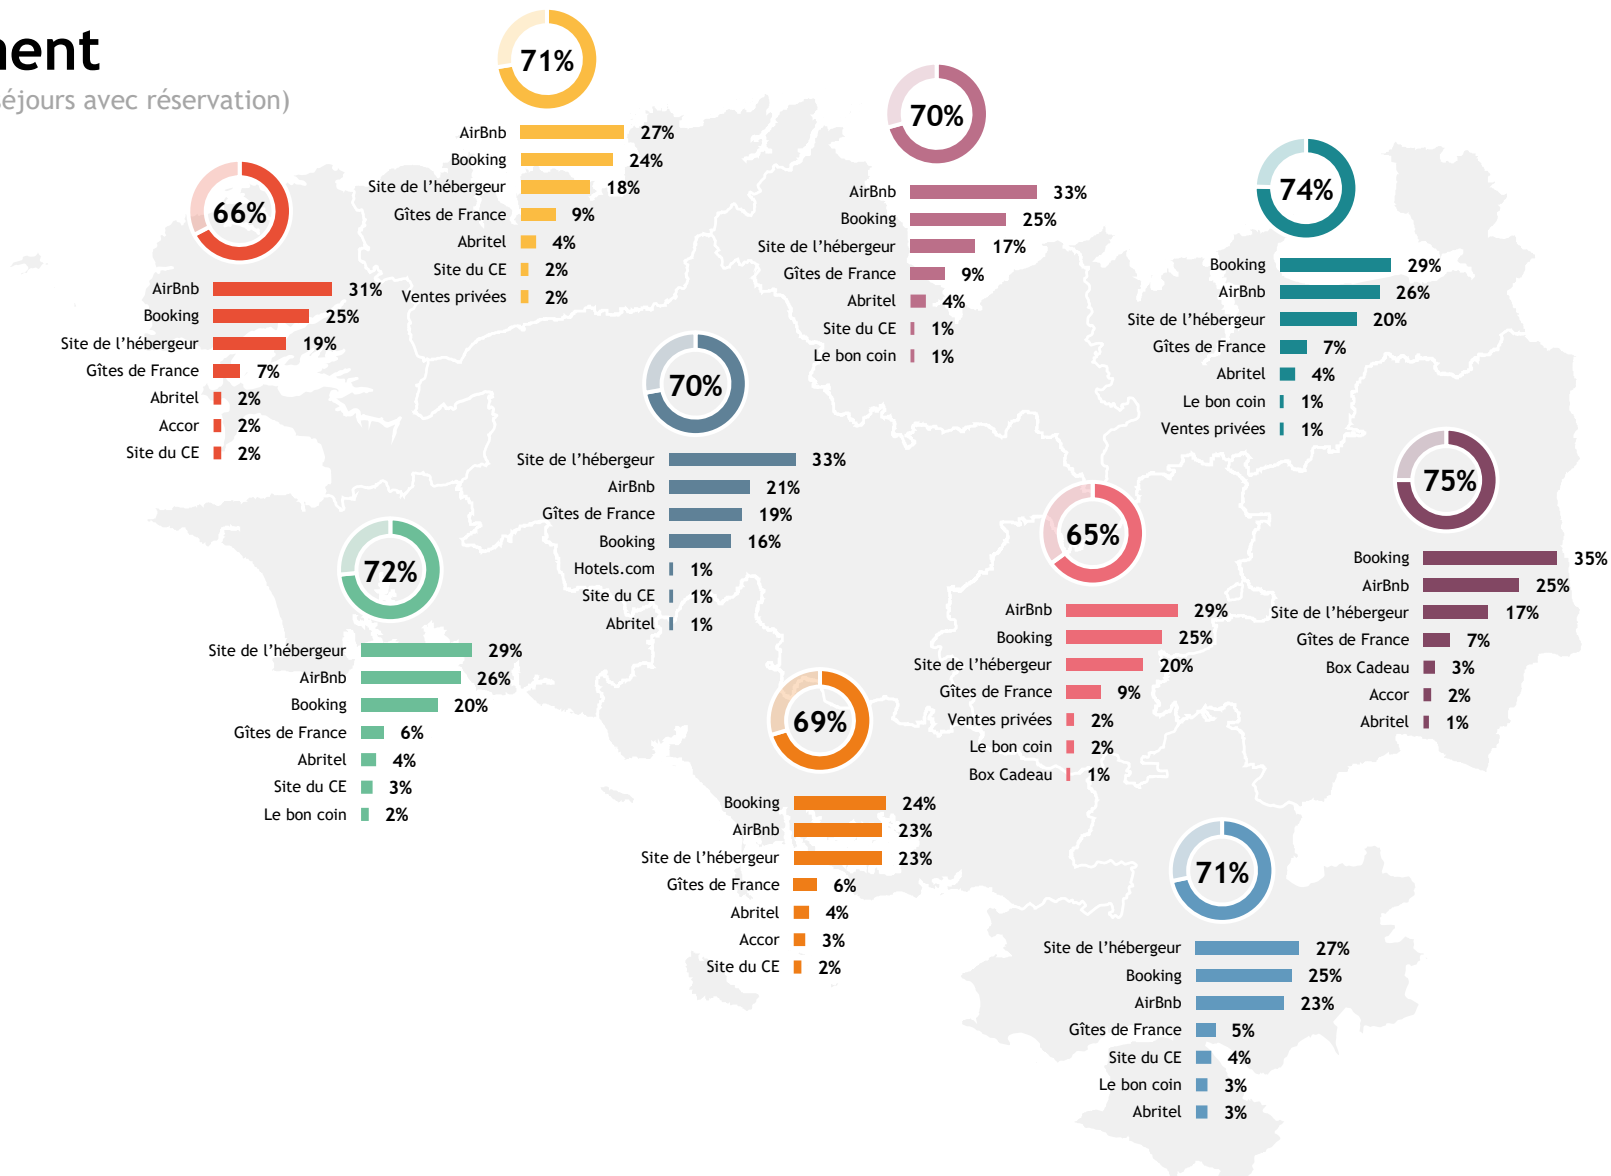 ment
séjours avec réservation)
71%
AirBnb 27%
Booking 24%
Site de l'hébergeur 18%
Gîtes de France 9%
Abritel 4%
Site du CE 2%
Ventes privées 2%
70%
AirBnb 33%
Booking 25%
Site de l'hébergeur 17%
Gîtes de France 9%
Abritel 4%
Site du CE 1%
Le bon coin 1%
74%
Booking 29%
AirBnb 26%
Site de l'hébergeur 20%
Gîtes de France 7%
Abritel 4%
Le bon coin 1%
Ventes privées 1%
66%
AirBnb 31%
Booking 25%
Site de l'hébergeur 19%
Gîtes de France 7%
Abritel 2%
Accor 2%
Site du CE 2%
70%
Site de l'hébergeur 33%
AirBnb 21%
Gîtes de France 19%
Booking 16%
Hotels.com 1%
Site du CE 1%
Abritel 1%
75%
Booking 35%
AirBnb 25%
Site de l'hébergeur 17%
Gîtes de France 7%
Box Cadeau 3%
Accor 2%
Abritel 1%
65%
AirBnb 29%
Booking 25%
Site de l'hébergeur 20%
Gîtes de France 9%
Ventes privées 2%
Le bon coin 2%
Box Cadeau 1%
72%
Site de l'hébergeur 29%
AirBnb 26%
Booking 20%
Gîtes de France 6%
Abritel 4%
Site du CE 3%
Le bon coin 2%
69%
Booking 24%
AirBnb 23%
Site de l'hébergeur 23%
Gîtes de France 6%
Abritel 4%
Accor 3%
Site du CE 2%
71%
Site de l'hébergeur 27%
Booking 25%
AirBnb 23%
Gîtes de France 5%
Site du CE 4%
Le bon coin 3%
Abritel 3%